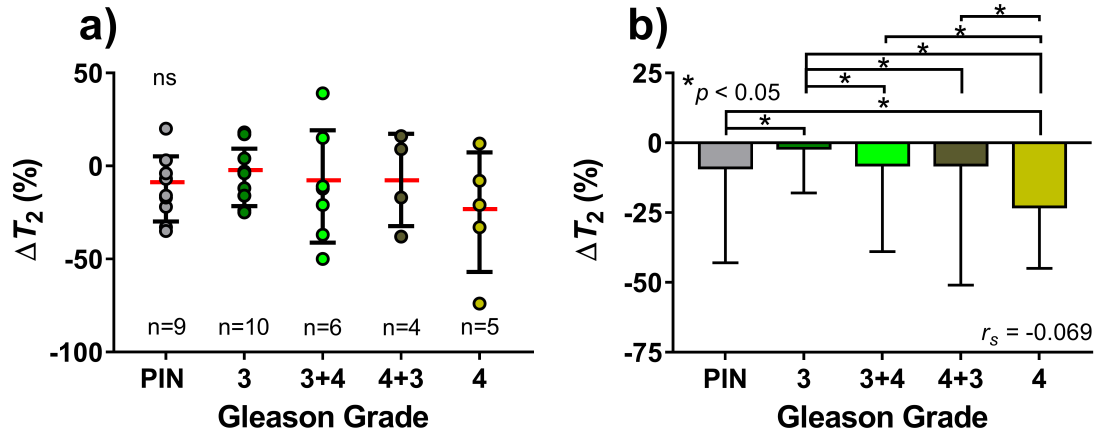 a)
ns
50
0
-50
-100
ΔT2 (%)
n=9 n=10 n=6 n=4 n=5
PIN 3 3+4 4+3 4
Gleason Grade
b)
*
*
*
*
*
*
*
*p < 0.05
25
0
-25
-50
-75
ΔT2 (%)
rs = -0.069
PIN 3 3+4 4+3 4
Gleason Grade